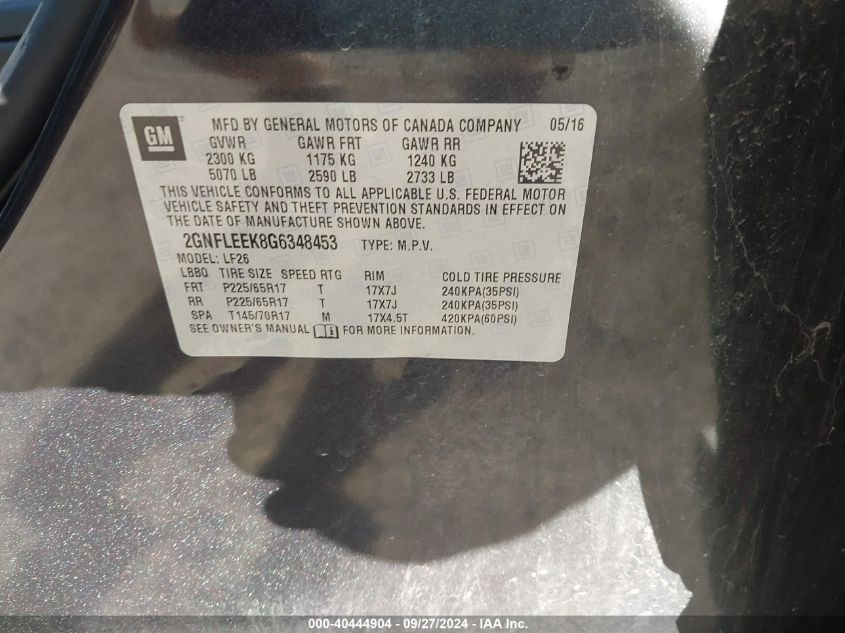 GM
MFD BY GENERAL MOTORS OF CANADA COMPANY 05/16
GVWR GAWR FRT GAWR RR
2300 KG 1175 KG 1240 KG
5070 LB 2590 LB 2733 LB
THIS VEHICLE CONFORMS TO ALL APPLICABLE U.S. FEDERAL MOTOR
VEHICLE SAFETY AND THEFT PREVENTION STANDARDS IN EFFECT ON
THE DATE OF MANUFACTURE SHOWN ABOVE.
2GNFLEEK8G6348453 TYPE: M.P.V.
MODEL: LF26
LBBQ TIRE SIZE SPEED RTG RIM COLD TIRE PRESSURE
FRT P225/65R17 T 17X7J 240KPA(35PSI)
RR P225/65R17 T 17X7J 240KPA(35PSI)
SPA T145/70R17 M 17X4.5T 420KPA(60PSI)
SEE OWNER'S MANUAL FOR MORE INFORMATION.
000-40444904 / 09/27/2024 - IAA Inc.